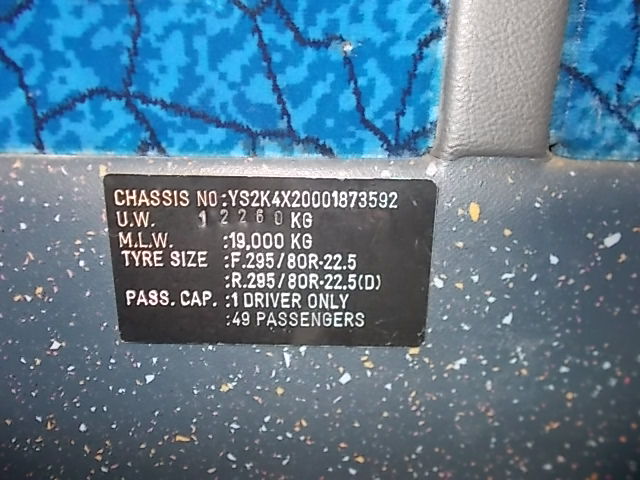 CHASSIS NO :YS2K4X20001873592
U.W. 12260 KG
M.L.W. :19,000 KG
TYRE SIZE :F.295/80R-22.5
:R.295/80R-22.5(D)
PASS. CAP. :1 DRIVER ONLY
:49 PASSENGERS